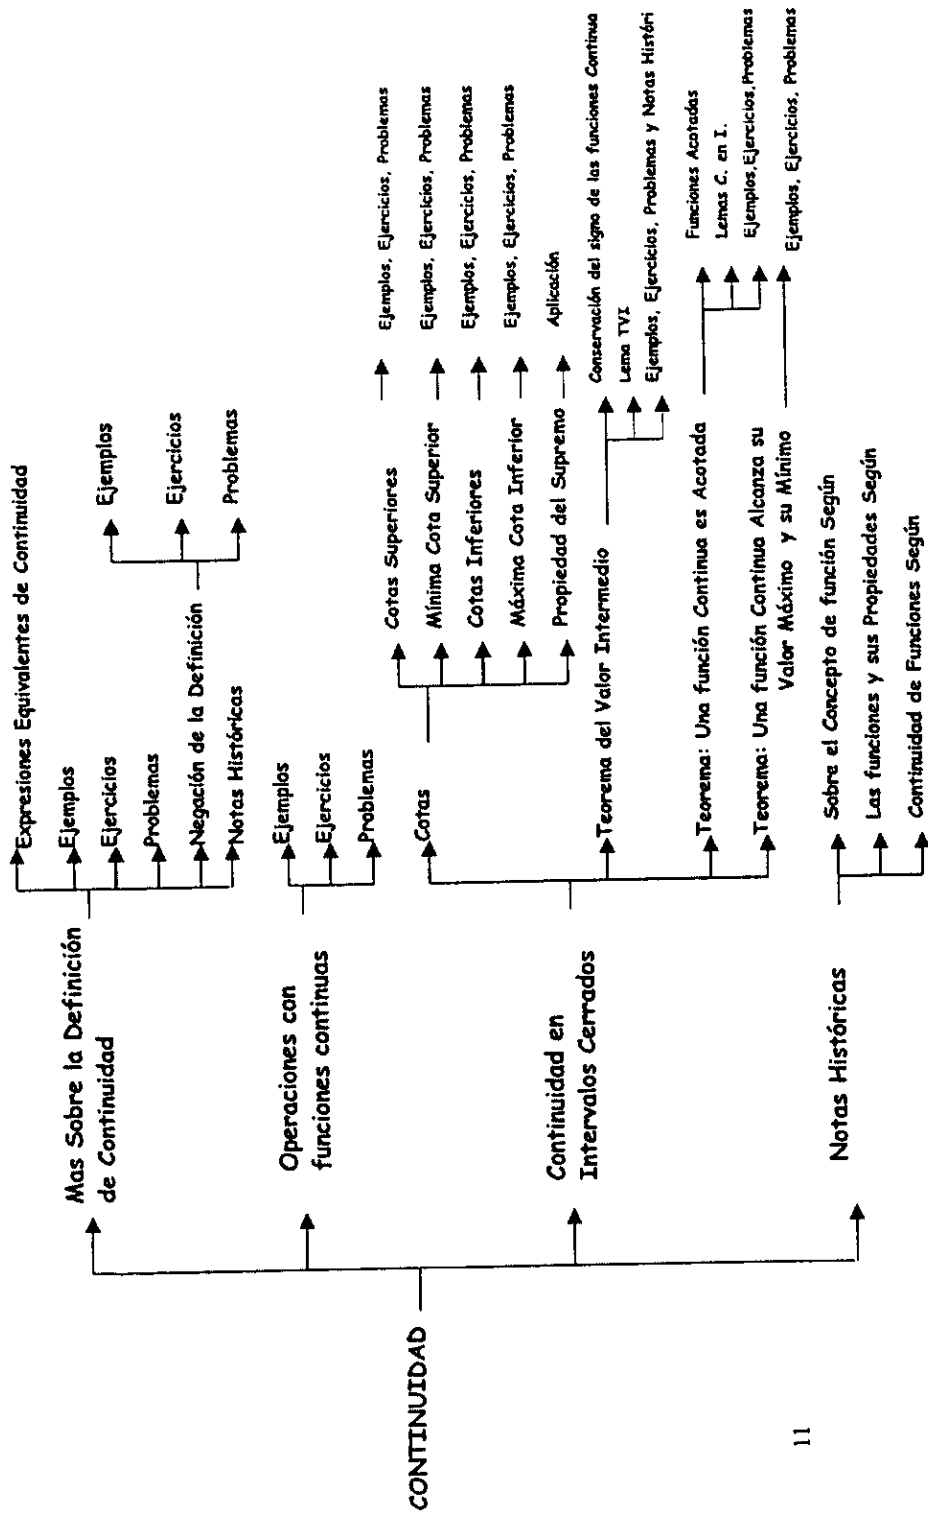 CONTINUIDAD
Mas Sobre la Definición
de Continuidad
Expresiones Equivalentes de Continuidad
Ejemplos
Ejercicios
Problemas
Negación de la Definición
Ejemplos
Ejercicios
Problemas
Notas Históricas
Operaciones con
funciones continuas
Ejemplos
Ejercicios
Problemas
Continuidad en
Intervalos Cerrados
Cotas
Cotas Superiores
Ejemplos, Ejercicios, Problemas
Mínima Cota Superior
Ejemplos, Ejercicios, Problemas
Cotas Inferiores
Ejemplos, Ejercicios, Problemas
Máxima Cota Inferior
Ejemplos, Ejercicios, Problemas
Propiedad del Supremo
Aplicación
Teorema del Valor Intermedio
Conservación del signo de las funciones Continua
Lema TVI
Ejemplos, Ejercicios, Problemas y Notas Históri
Teorema: Una función Continua es Acotada
Funciones Acotadas
Lemas C. en I.
Ejemplos,Ejercicios,Problemas
Teorema: Una función Continua Alcanza su
Valor Máximo y su Mínimo
Ejemplos, Ejercicios, Problemas
Notas Históricas
Sobre el Concepto de función Según
Las funciones y sus Propiedades Según
Continuidad de Funciones Según
11